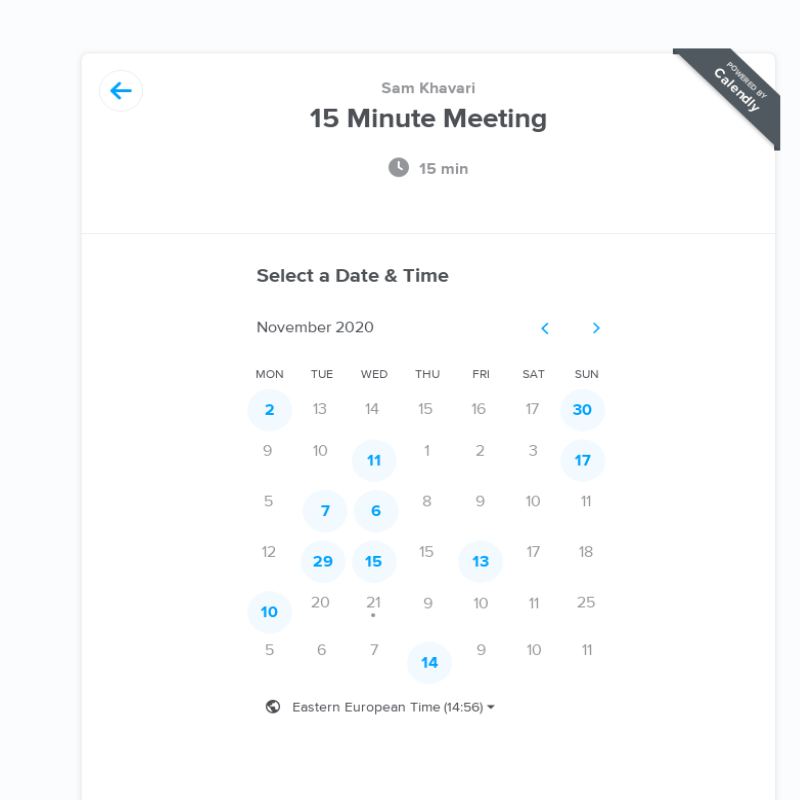 POWERED BY
Calendly
Sam Khavari
15 Minute Meeting
15 min
Select a Date & Time
November 2020
MON TUE WED THU FRI SAT SUN
2 13 14 15 16 17 30
9 10 11 1 2 3 17
5 7 6 8 9 10 11
12 29 15 15 13 17 18
10 20 21 9 10 11 25
5 6 7 14 9 10 11
Eastern European Time (14:56)